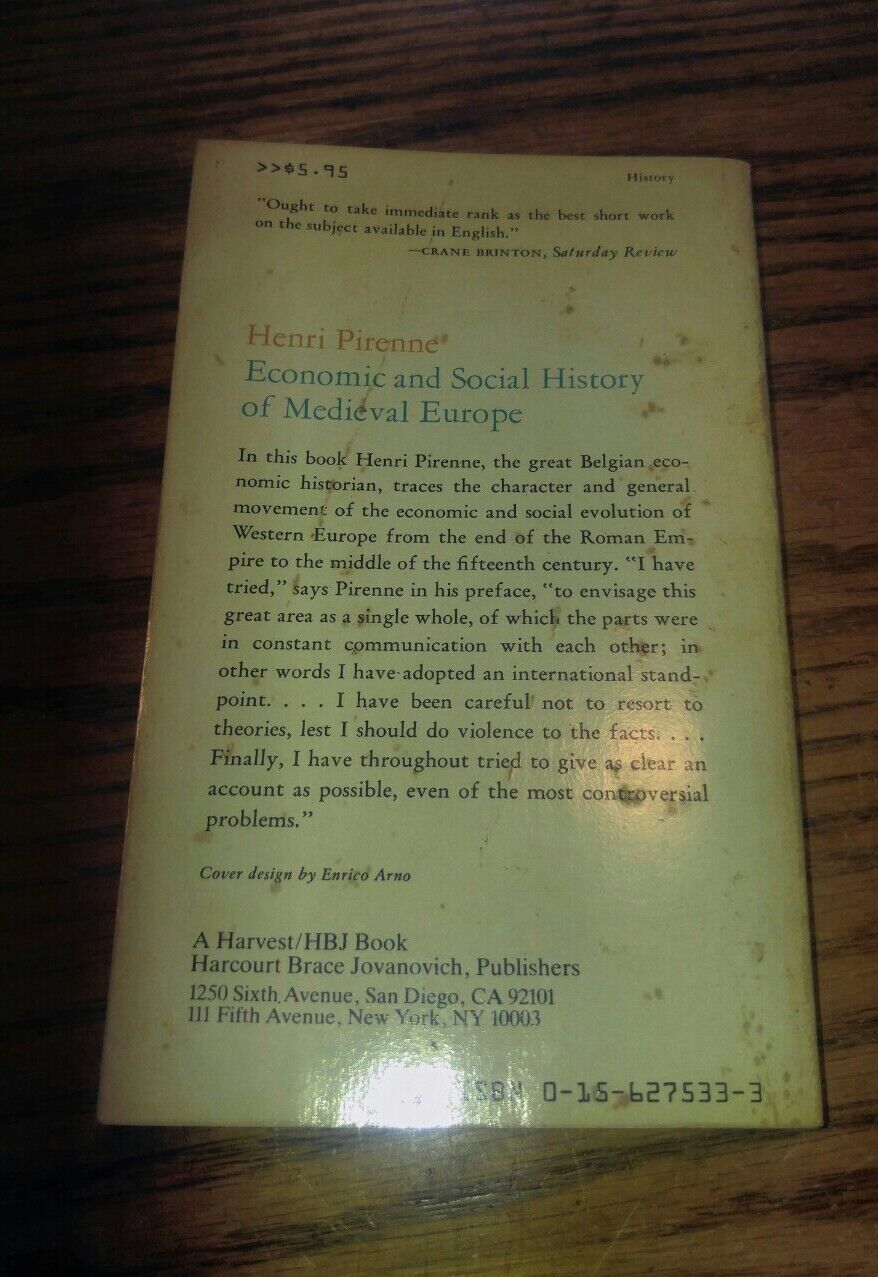 >>$5.95
History
"Ought to take immediate rank as the best short work
on the subject available in English."
—CRANE BRINTON, Saturday Review
Henri Pirenne
Economic and Social History
of Medieval Europe
In this book Henri Pirenne, the great Belgian eco-
nomic historian, traces the character and general
movement of the economic and social evolution of
Western Europe from the end of the Roman Em-
pire to the middle of the fifteenth century. "I have
tried," says Pirenne in his preface, "to envisage this
great area as a single whole, of which the parts were
in constant communication with each other; in
other words I have adopted an international stand-
point. . . . I have been careful not to resort to
theories, lest I should do violence to the facts. . . .
Finally, I have throughout tried to give as clear an
account as possible, even of the most controversial
problems."
Cover design by Enrico Arno
A Harvest/HBJ Book
Harcourt Brace Jovanovich, Publishers
1250 Sixth Avenue, San Diego, CA 92101
111 Fifth Avenue, New York, NY 10003
ISBN 0-15-627533-3